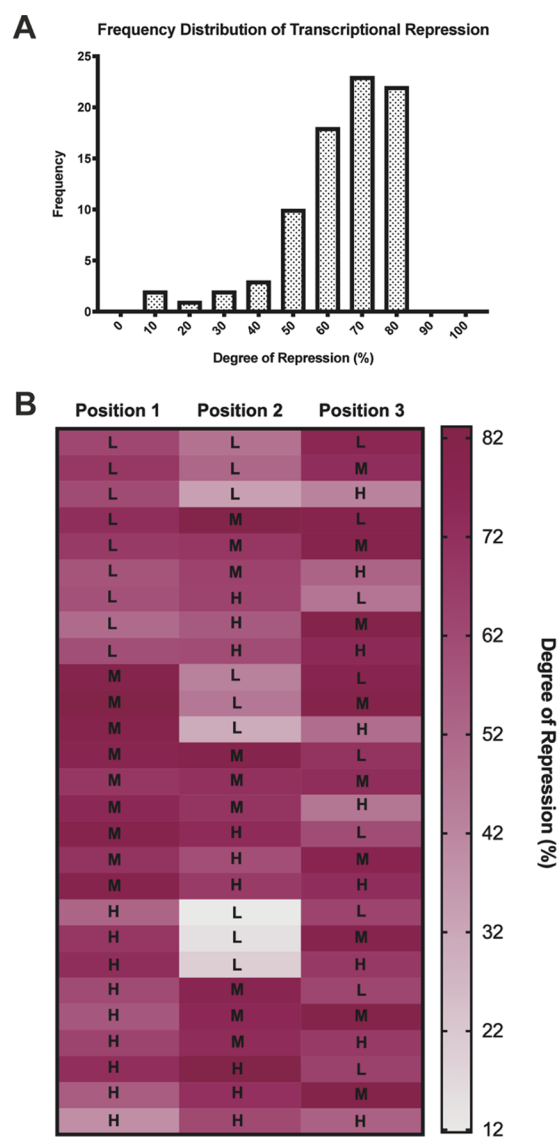 A
Frequency Distribution of Transcriptional Repression
25
20
15
10
5
0
Frequency
0 10 20 30 40 50 60 70 80 90 100
Degree of Repression (%)
B
Position 1 Position 2 Position 3
L L L
L L M
L L H
L M L
L M M
L M H
L H L
L H M
L H H
M L L
M L M
M L H
M M L
M M M
M M H
M H L
M H M
M H H
H L L
H L M
H L H
H M L
H M M
H M H
H H L
H H M
H H H
82
72
62
52
42
32
22
12
Degree of Repression (%)